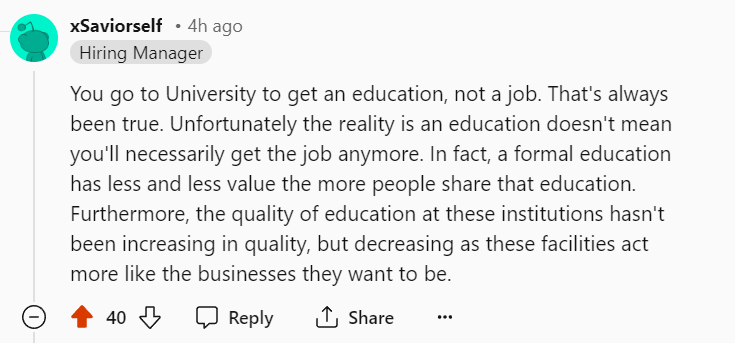 xSaviorself • 4h ago
Hiring Manager
You go to University to get an education, not a job. That's always
been true. Unfortunately the reality is an education doesn't mean
you'll necessarily get the job anymore. In fact, a formal education
has less and less value the more people share that education.
Furthermore, the quality of education at these institutions hasn't
been increasing in quality, but decreasing as these facilities act
more like the businesses they want to be.
40 Reply Share ...